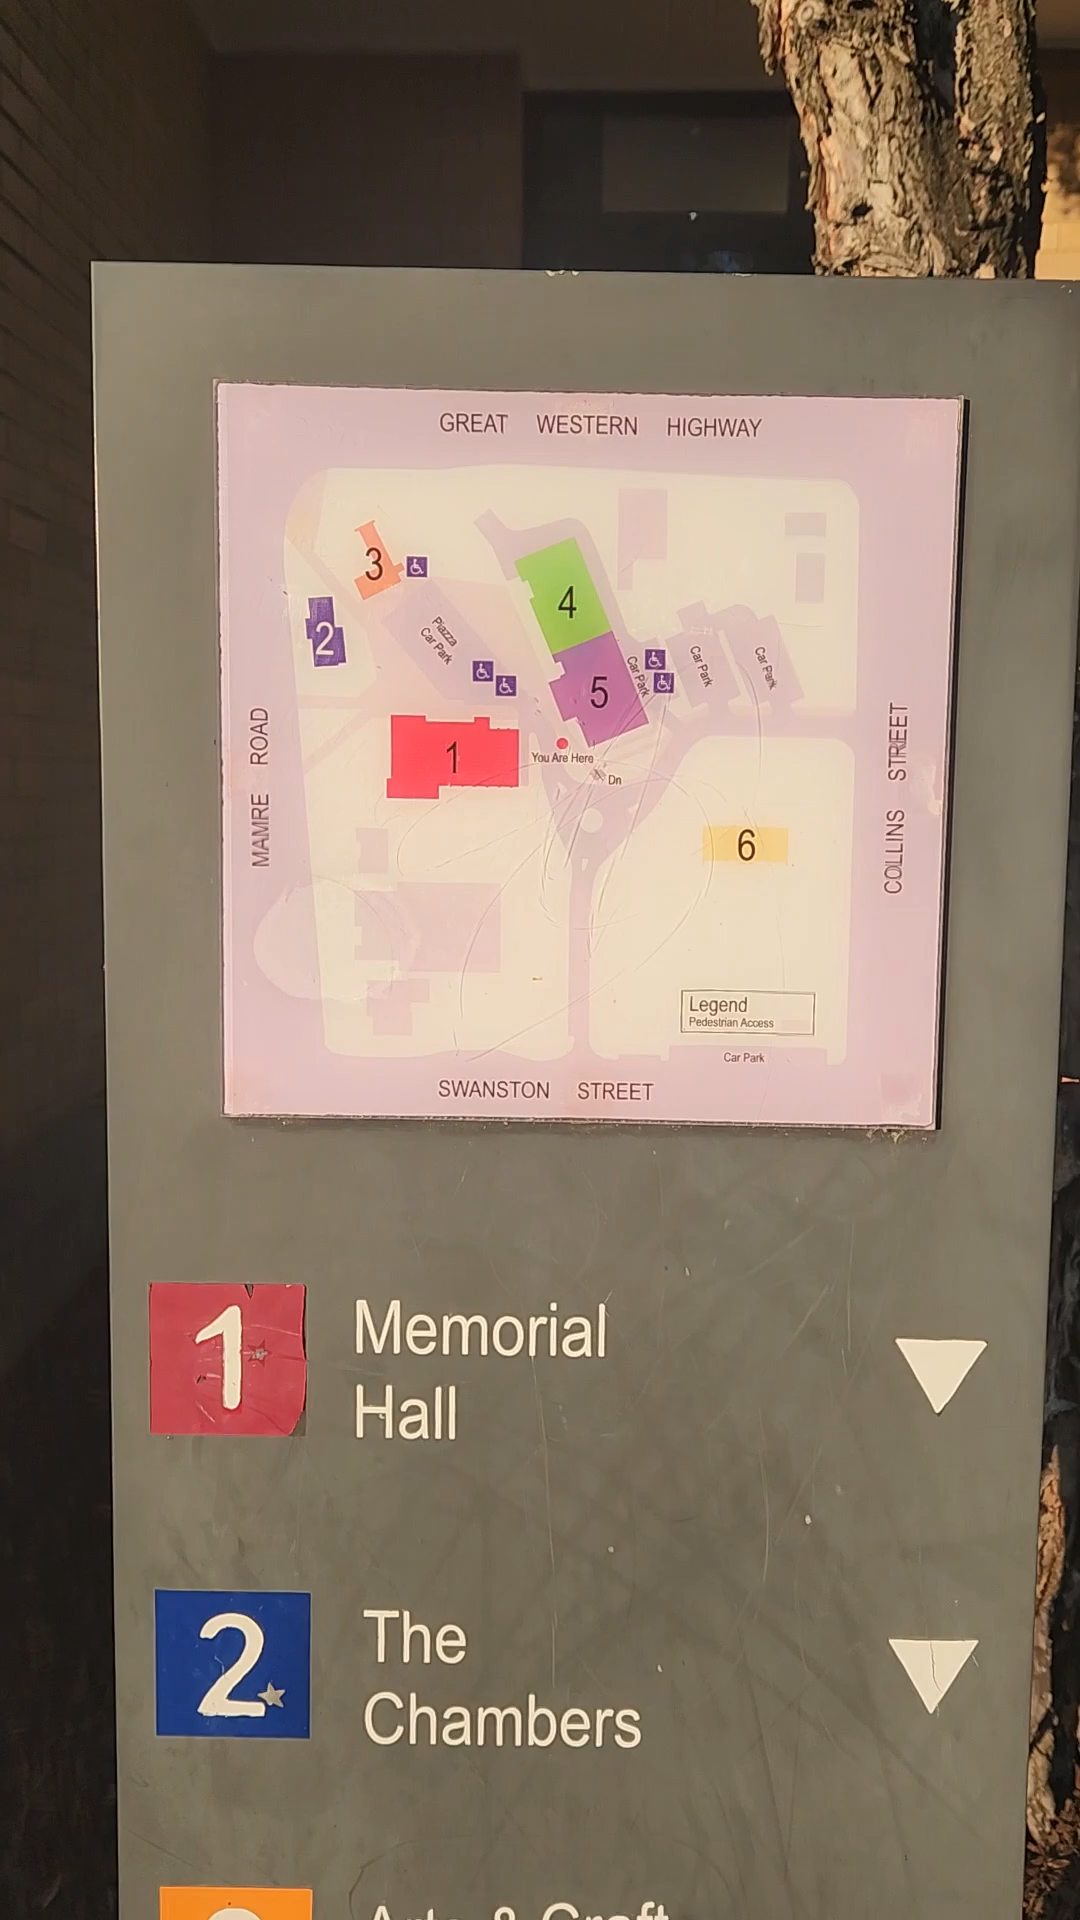 GREAT WESTERN HIGHWAY
3
4
2
Piazza
Car Park
5
Car Park
Car Park
Car Park
MAMRE ROAD
COLLINS STREET
1
You Are Here
Dn
6
Legend
Pedestrian Access
Car Park
SWANSTON STREET
1
Memorial
Hall
2
The
Chambers
Arts & Craft